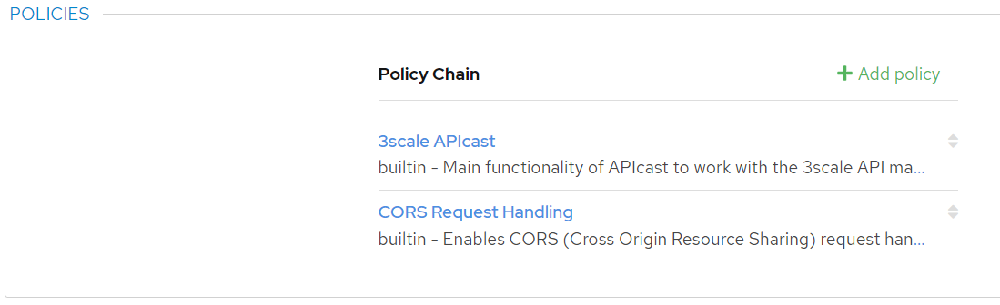 POLICIES
Policy Chain
Add policy
3scale APIcast
builtin - Main functionality of APIcast to work with the 3scale API ma...
CORS Request Handling
builtin - Enables CORS (Cross Origin Resource Sharing) request han...